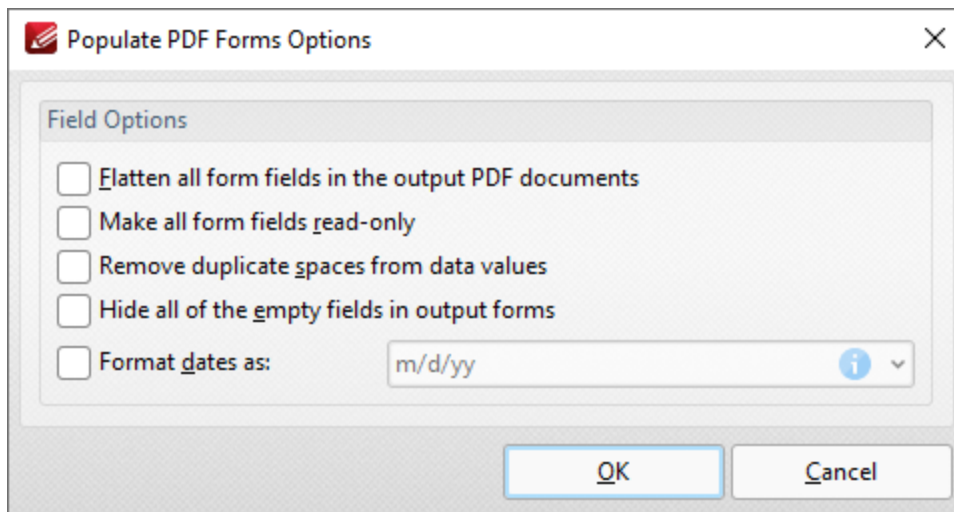 Populate PDF Forms Options
Field Options
Flatten all form fields in the output PDF documents
Make all form fields read-only
Remove duplicate spaces from data values
Hide all of the empty fields in output forms
Format dates as: m/d/yy i
OK Cancel